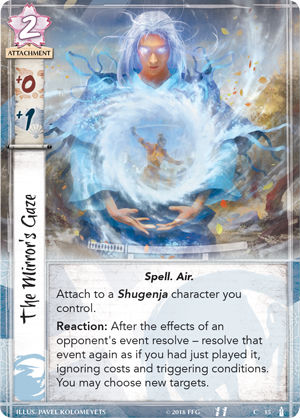 2
ATTACHMENT
+0
+1
The Mirror's Gaze
Spell. Air.
Attach to a Shugenja character you
control.
Reaction: After the effects of an
opponent's event resolve – resolve that
event again as if you had just played it,
ignoring costs and triggering conditions.
You may choose new targets.
ILLUS. PAVEL KOLOMEYETS
© 2018 FFG
11
C 15